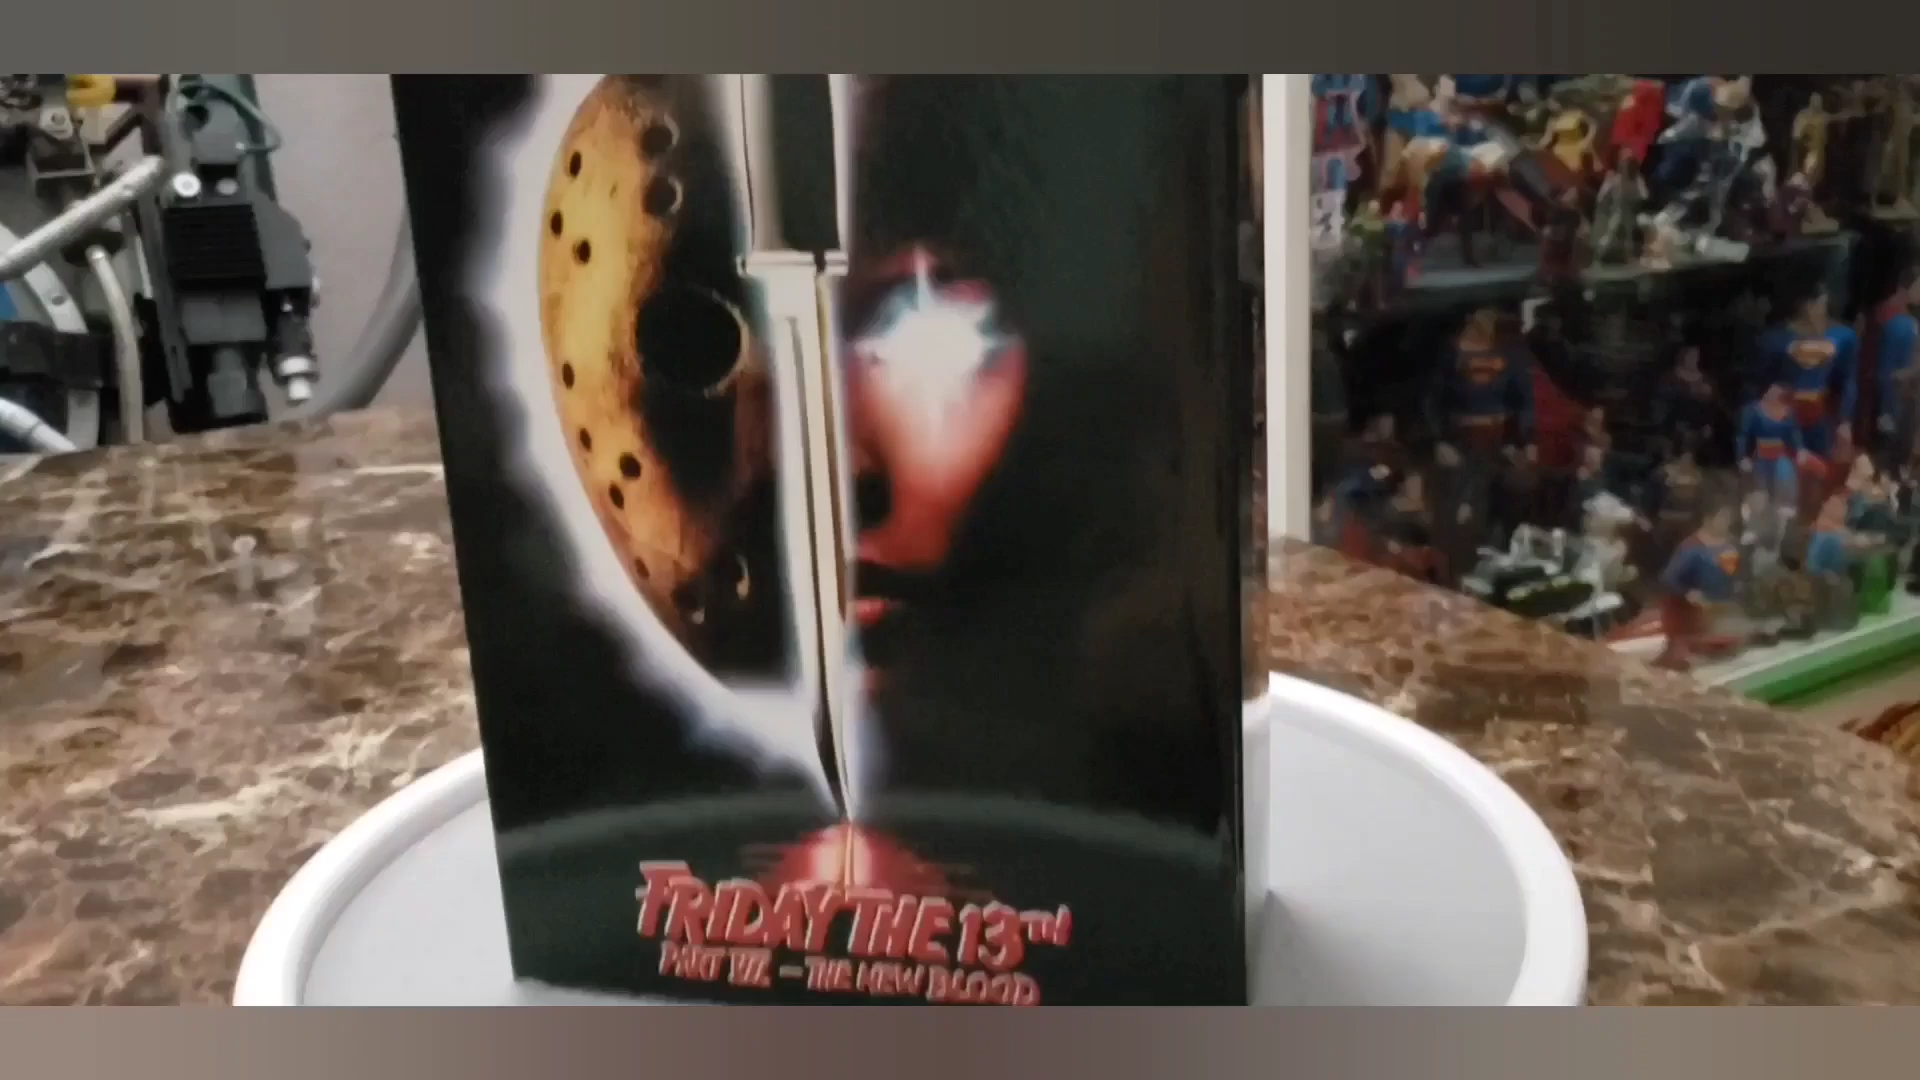 FRIDAY THE 13TH
PART VII – THE NEW BLOOD